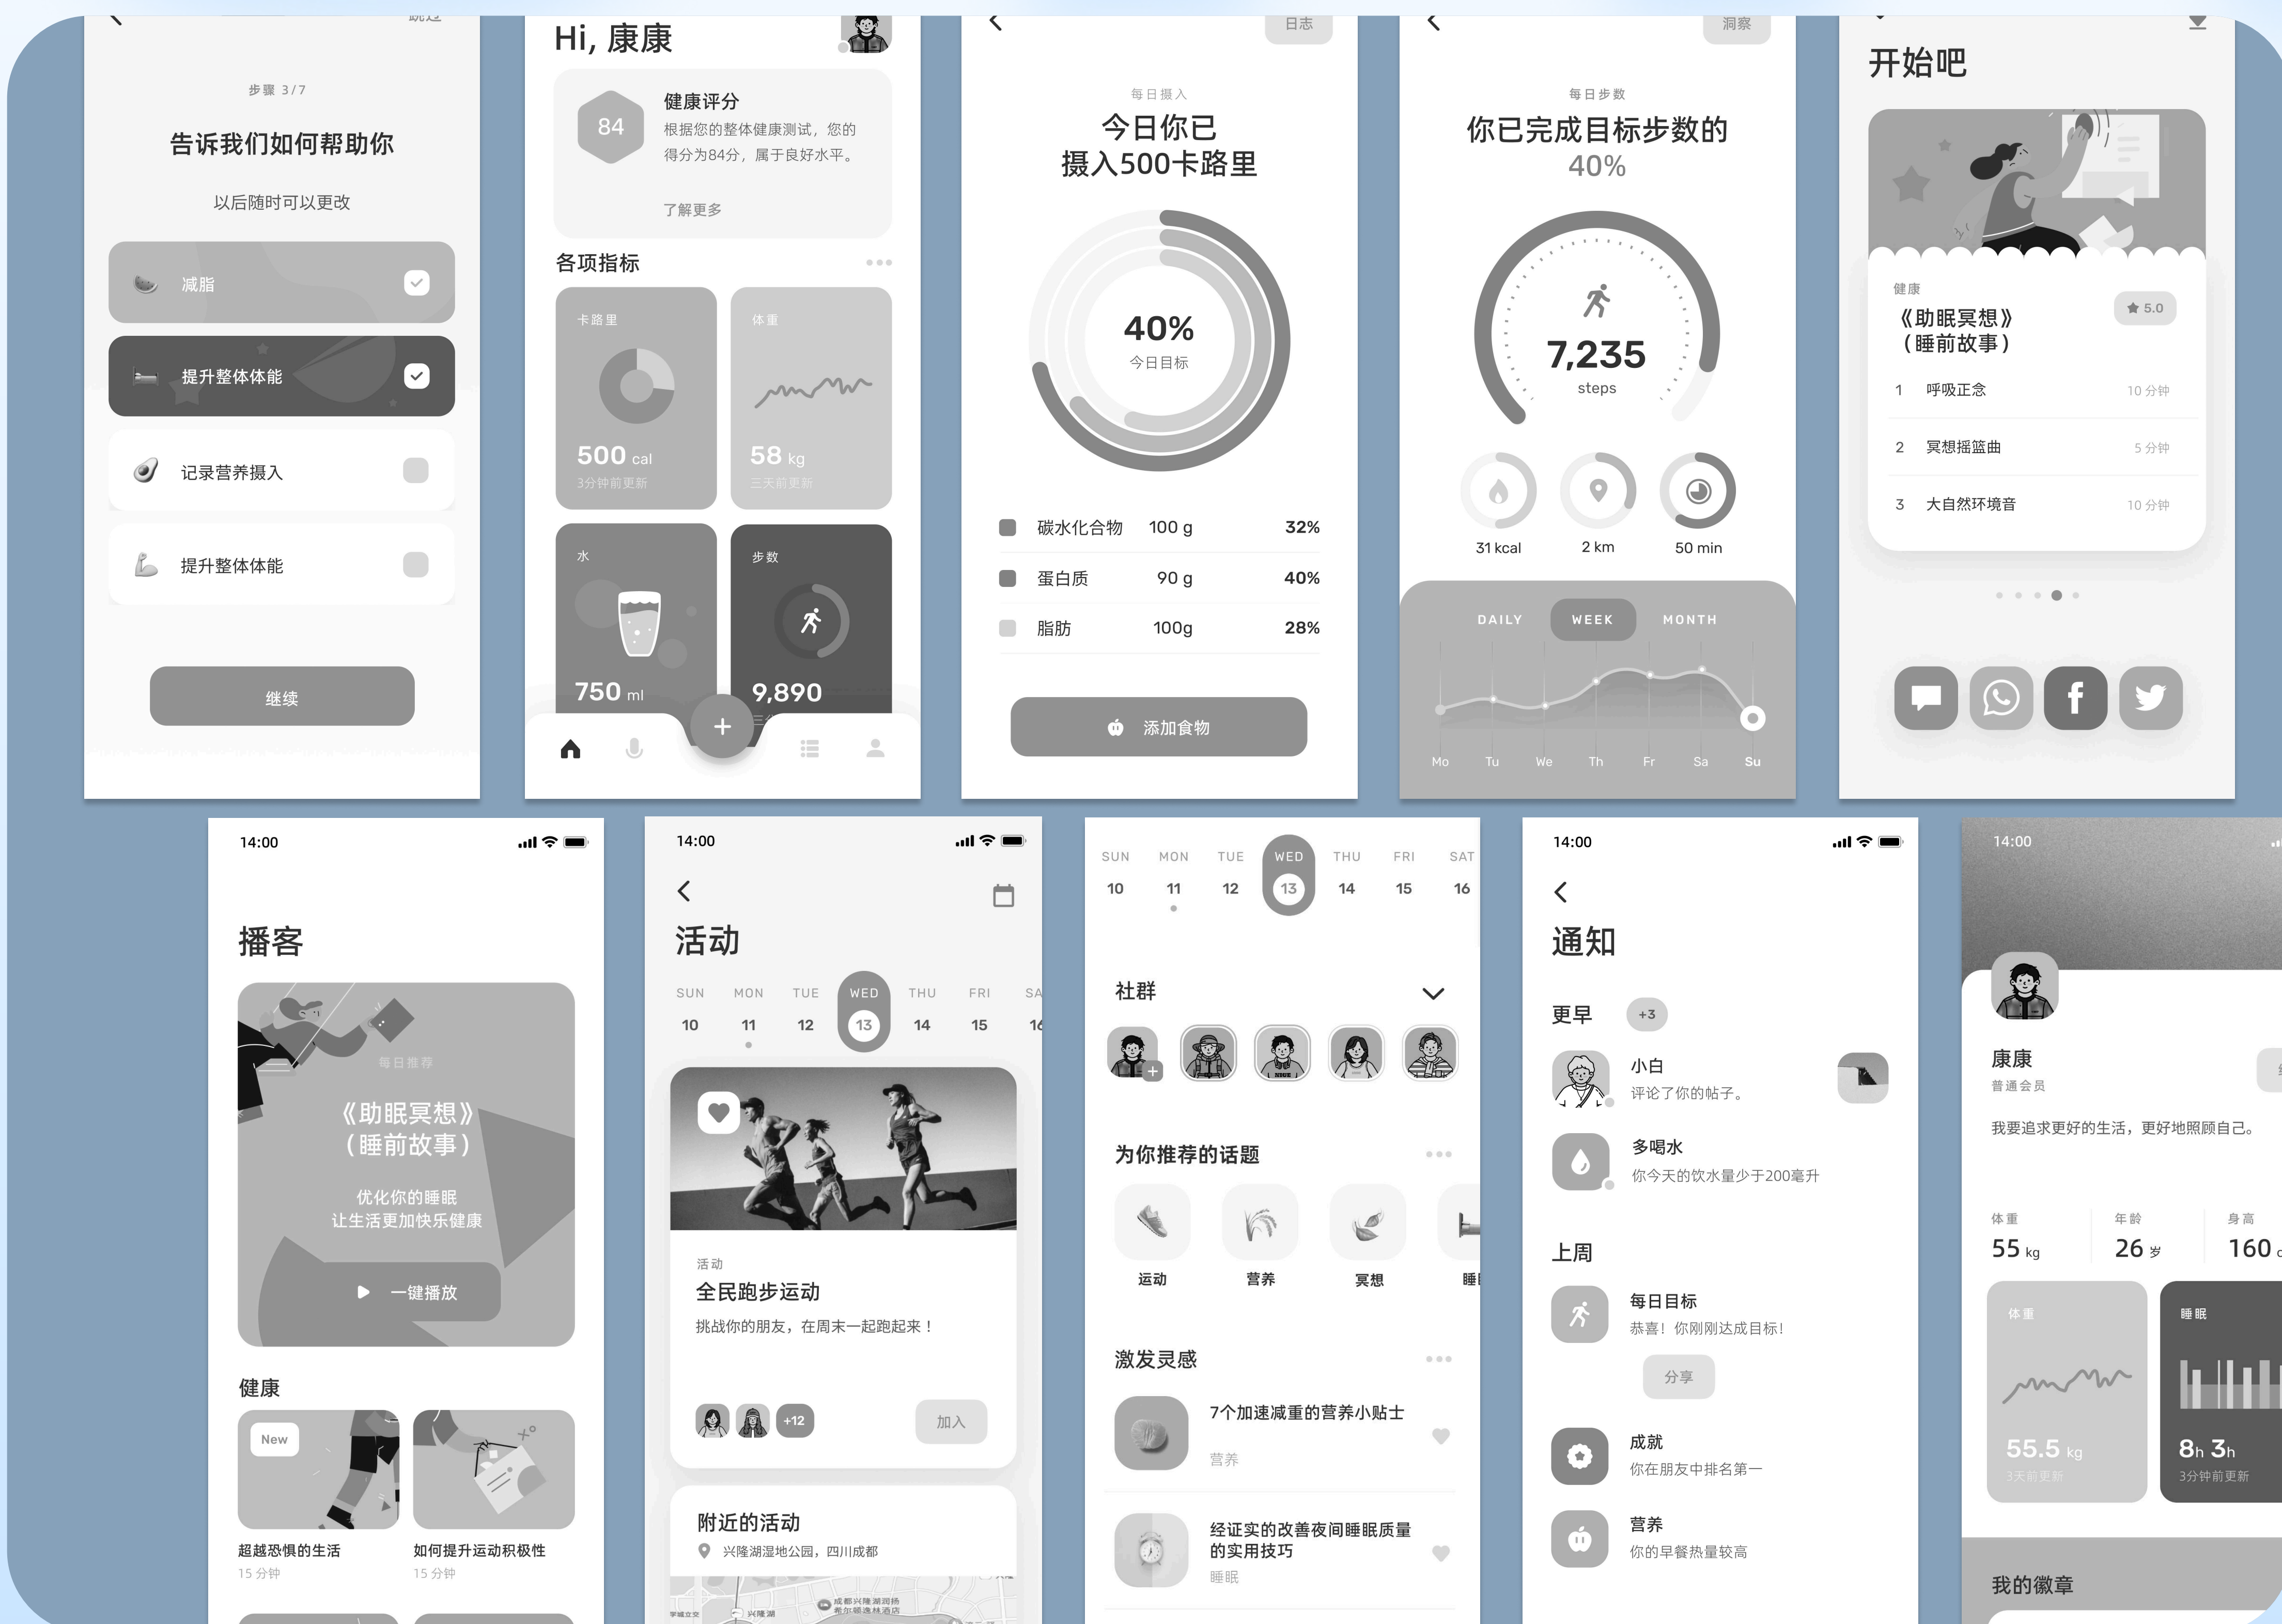 步骤 3/7
告诉我们如何帮助你
以后随时可以更改
减脂
提升整体体能
记录营养摄入
提升整体体能
继续
Hi, 康康
84
健康评分
根据您的整体健康测试，您的
得分为84分，属于良好水平。
了解更多
各项指标
卡路里
500 cal
3分钟前更新
体重
58 kg
三天前更新
水
750 ml
步数
9,890
日志
每日摄入
今日你已
摄入500卡路里
40%
今日目标
碳水化合物 100 g 32%
蛋白质 90 g 40%
脂肪 100g 28%
添加食物
洞察
每日步数
你已完成目标步数的
40%
7,235
steps
31 kcal 2 km 50 min
DAILY WEEK MONTH
Mo Tu We Th Fr Sa Su
开始吧
健康
《助眠冥想》
（睡前故事）
5.0
1 呼吸正念 10 分钟
2 冥想摇篮曲 5 分钟
3 大自然环境音 10 分钟
14:00
播客
每日推荐
《助眠冥想》
（睡前故事）
优化你的睡眠
让生活更加快乐健康
一键播放
健康
New
超越恐惧的生活
15 分钟
如何提升运动积极性
15 分钟
14:00
活动
SUN MON TUE WED THU FRI SA
10 11 12 13 14 15 16
活动
全民跑步运动
挑战你的朋友，在周末一起跑起来！
+12
加入
附近的活动
兴隆湖湿地公园，四川成都
兴隆湖
成都兴隆湖润扬
希尔顿逸林酒店
SUN MON TUE WED THU FRI SAT
10 11 12 13 14 15 16
社群
NICE
为你推荐的话题
运动 营养 冥想 睡
激发灵感
7个加速减重的营养小贴士
营养
经证实的改善夜间睡眠质量
的实用技巧
睡眠
14:00
通知
更早 +3
小白
评论了你的帖子。
多喝水
你今天的饮水量少于200毫升
上周
每日目标
恭喜！你刚刚达成目标！
分享
成就
你在朋友中排名第一
营养
你的早餐热量较高
14:00
康康
普通会员
我要追求更好的生活，更好地照顾自己。
体重 年龄 身高
55 kg 26 岁 160
体重
55.5 kg
3天前更新
睡眠
8h 3h
3分钟前更新
我的徽章